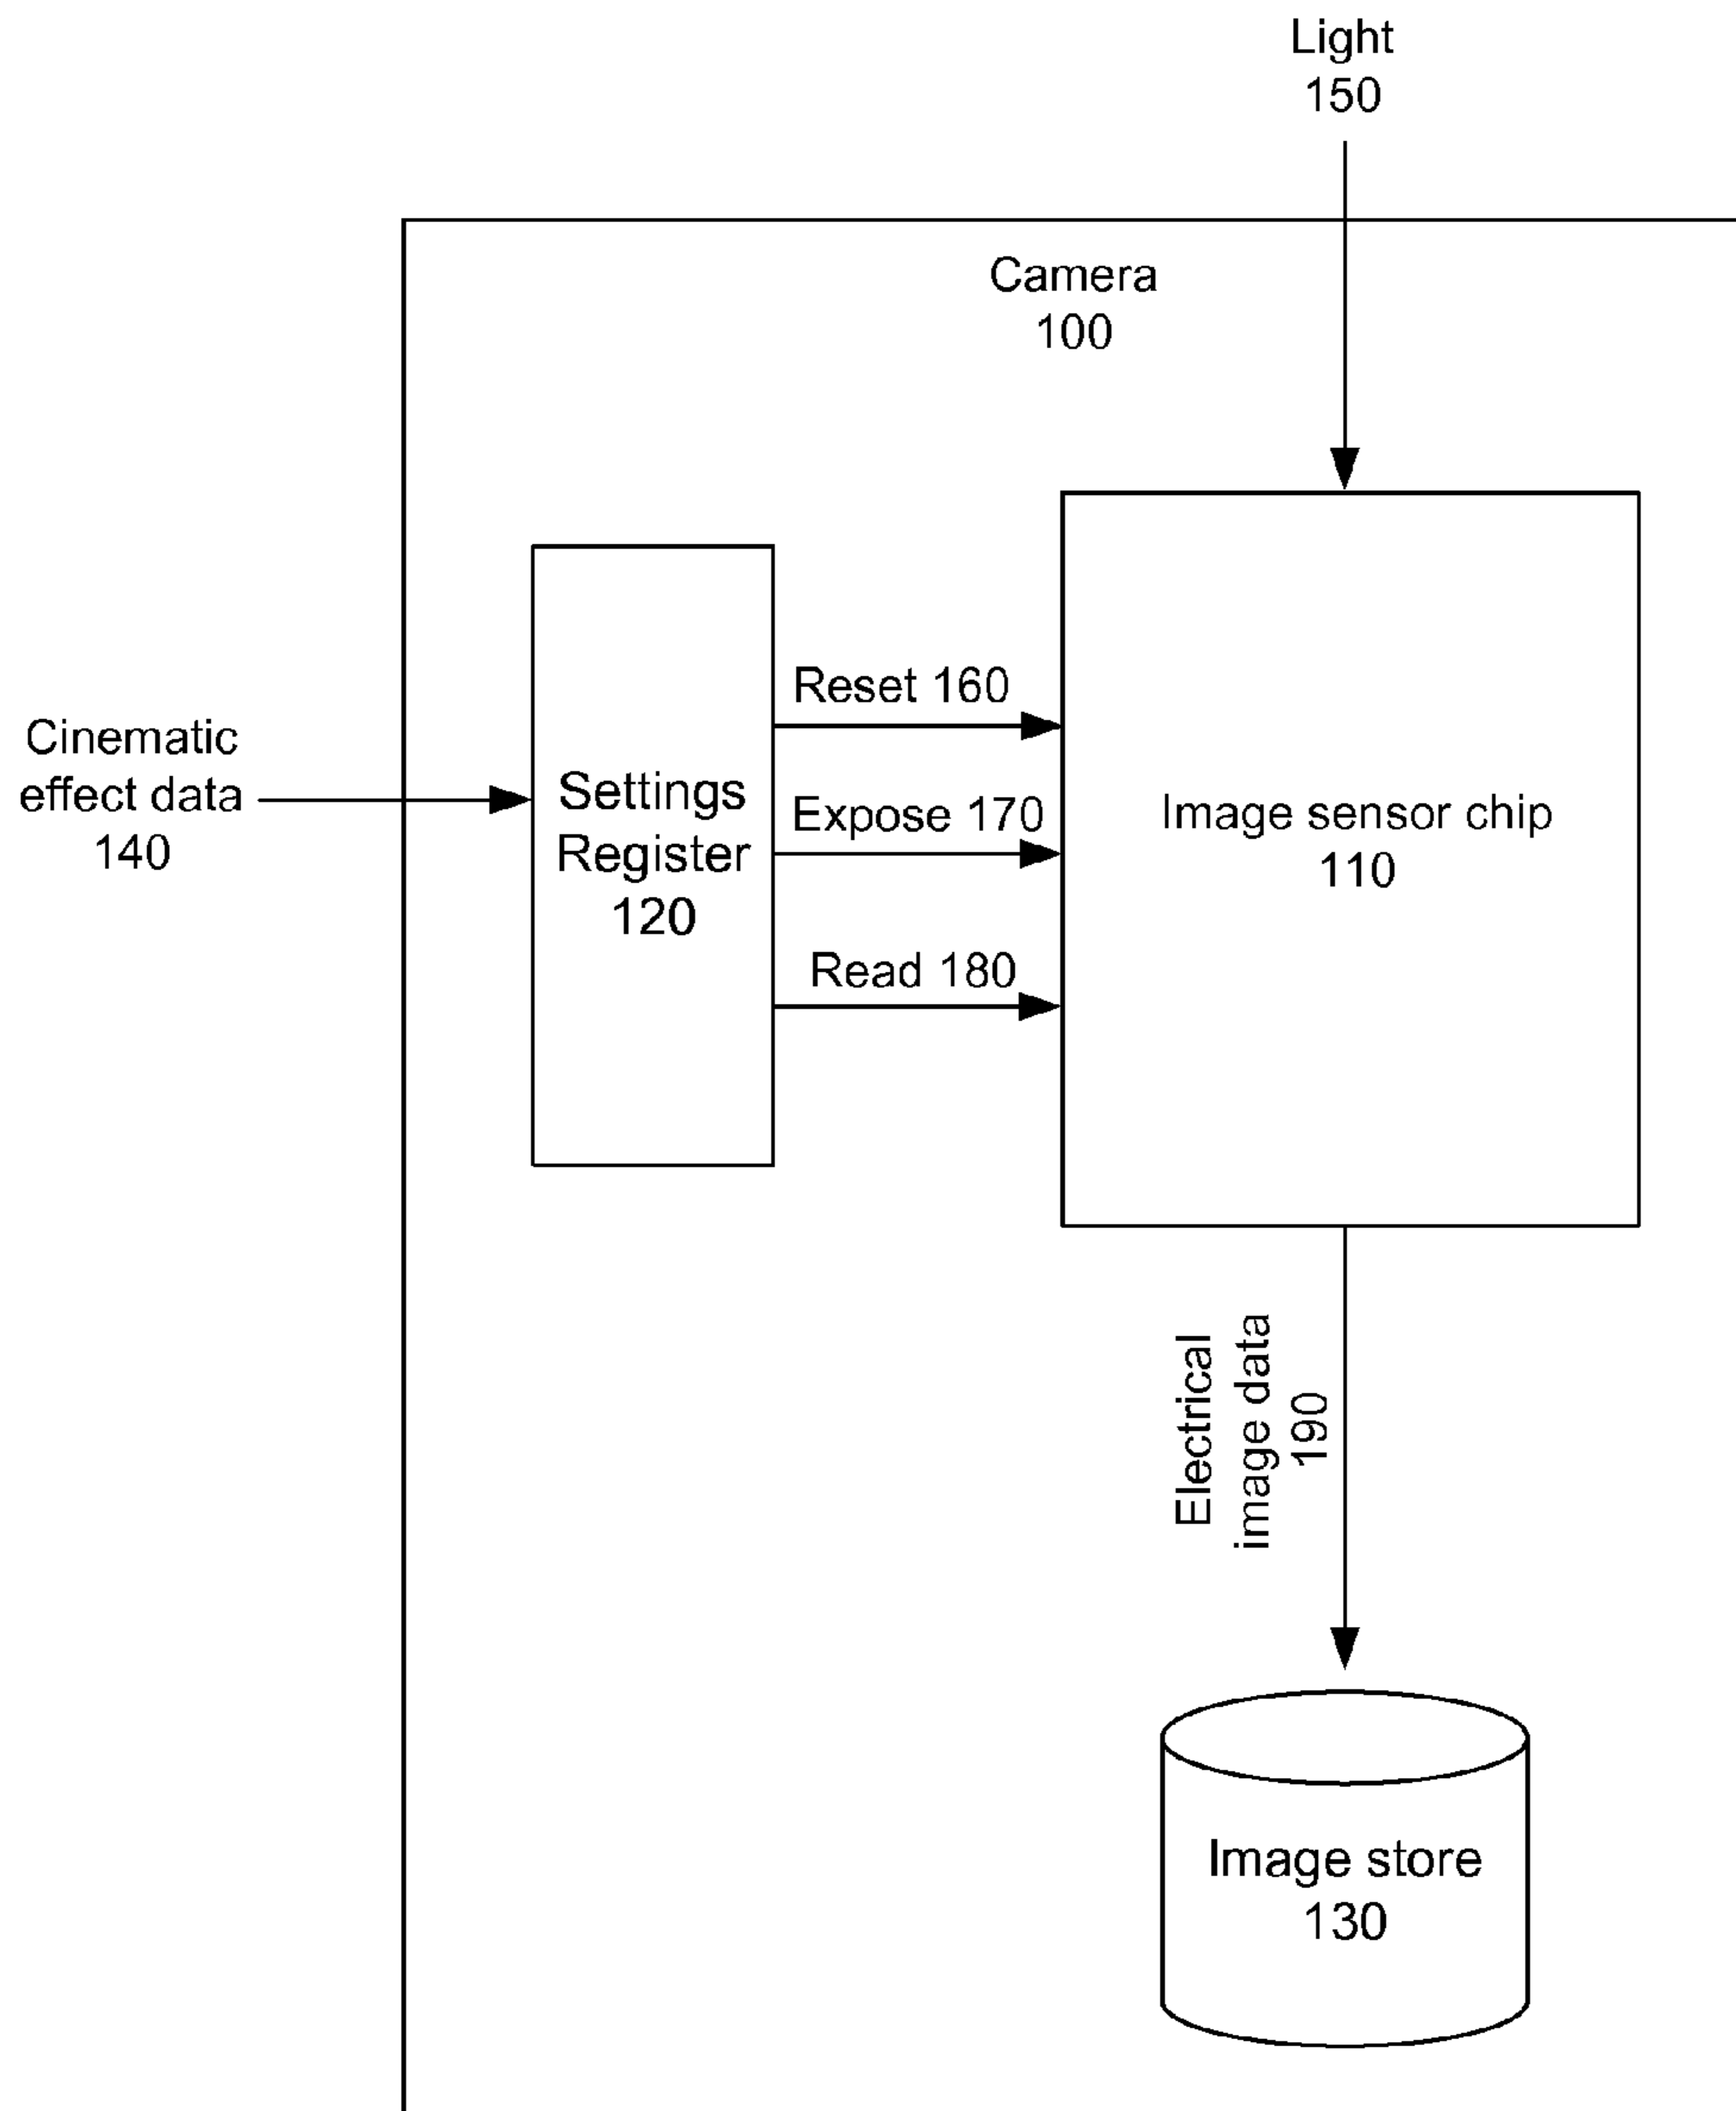 Light
150
Camera
100
Reset 160
Cinematic
effect data
140
Settings
Register
120
Expose 170
Image sensor chip
110
Read 180
Electrical
image data
190
Image store
130